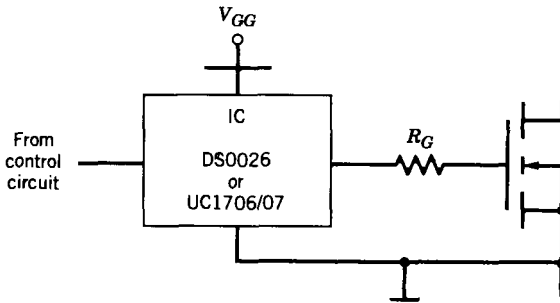 V_GG
IC
From
control
circuit
DS0026
or
UC1706/07
R_G